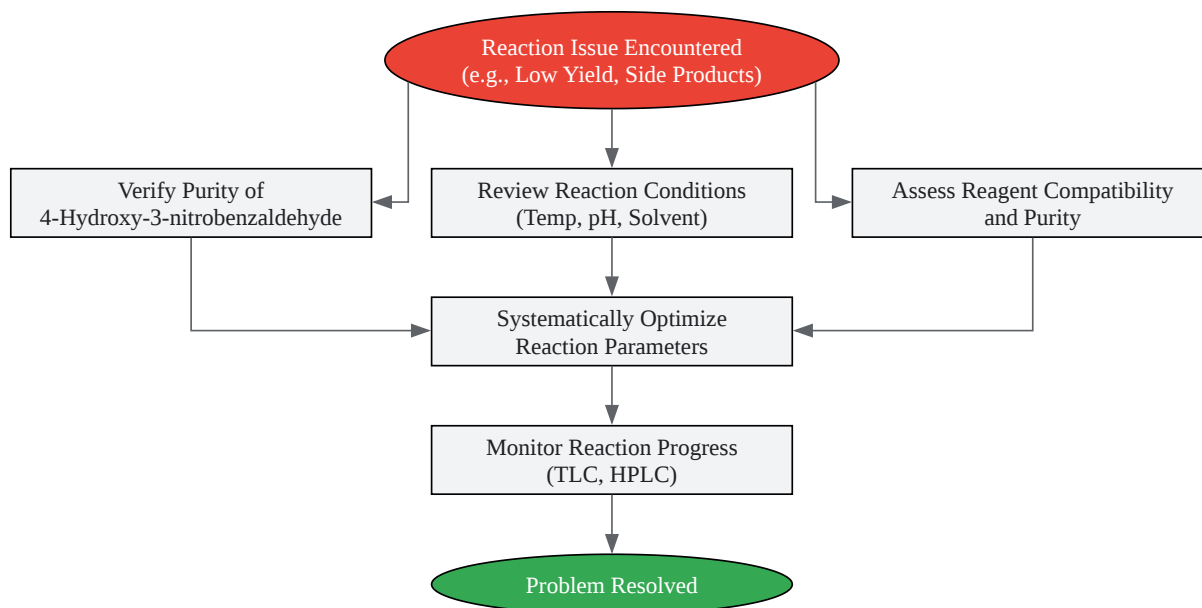 Reaction Issue Encountered
(e.g., Low Yield, Side Products)
Verify Purity of
4-Hydroxy-3-nitrobenzaldehyde
Review Reaction Conditions
(Temp, pH, Solvent)
Assess Reagent Compatibility
and Purity
Systematically Optimize
Reaction Parameters
Monitor Reaction Progress
(TLC, HPLC)
Problem Resolved